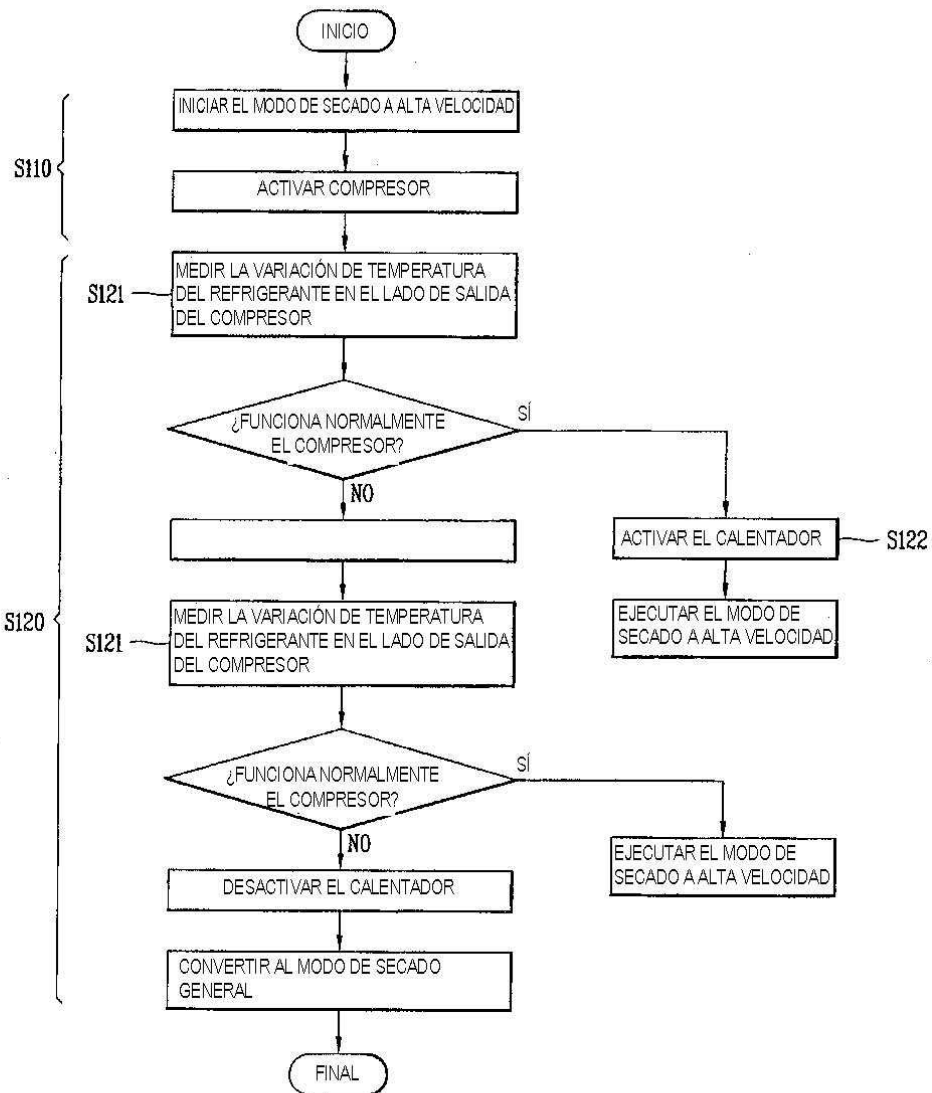 INICIO
INICIAR EL MODO DE SECADO A ALTA VELOCIDAD
S110
ACTIVAR COMPRESOR
MEDIR LA VARIACIÓN DE TEMPERATURA
DEL REFRIGERANTE EN EL LADO DE SALIDA
DEL COMPRESOR
S121
¿FUNCIONA NORMALMENTE
EL COMPRESOR?
SÍ
NO
ACTIVAR EL CALENTADOR
S122
EJECUTAR EL MODO DE
SECADO A ALTA VELOCIDAD
S120
MEDIR LA VARIACIÓN DE TEMPERATURA
DEL REFRIGERANTE EN EL LADO DE SALIDA
DEL COMPRESOR
S121
¿FUNCIONA NORMALMENTE
EL COMPRESOR?
SÍ
NO
EJECUTAR EL MODO DE
SECADO A ALTA VELOCIDAD
DESACTIVAR EL CALENTADOR
CONVERTIR AL MODO DE SECADO
GENERAL
FINAL